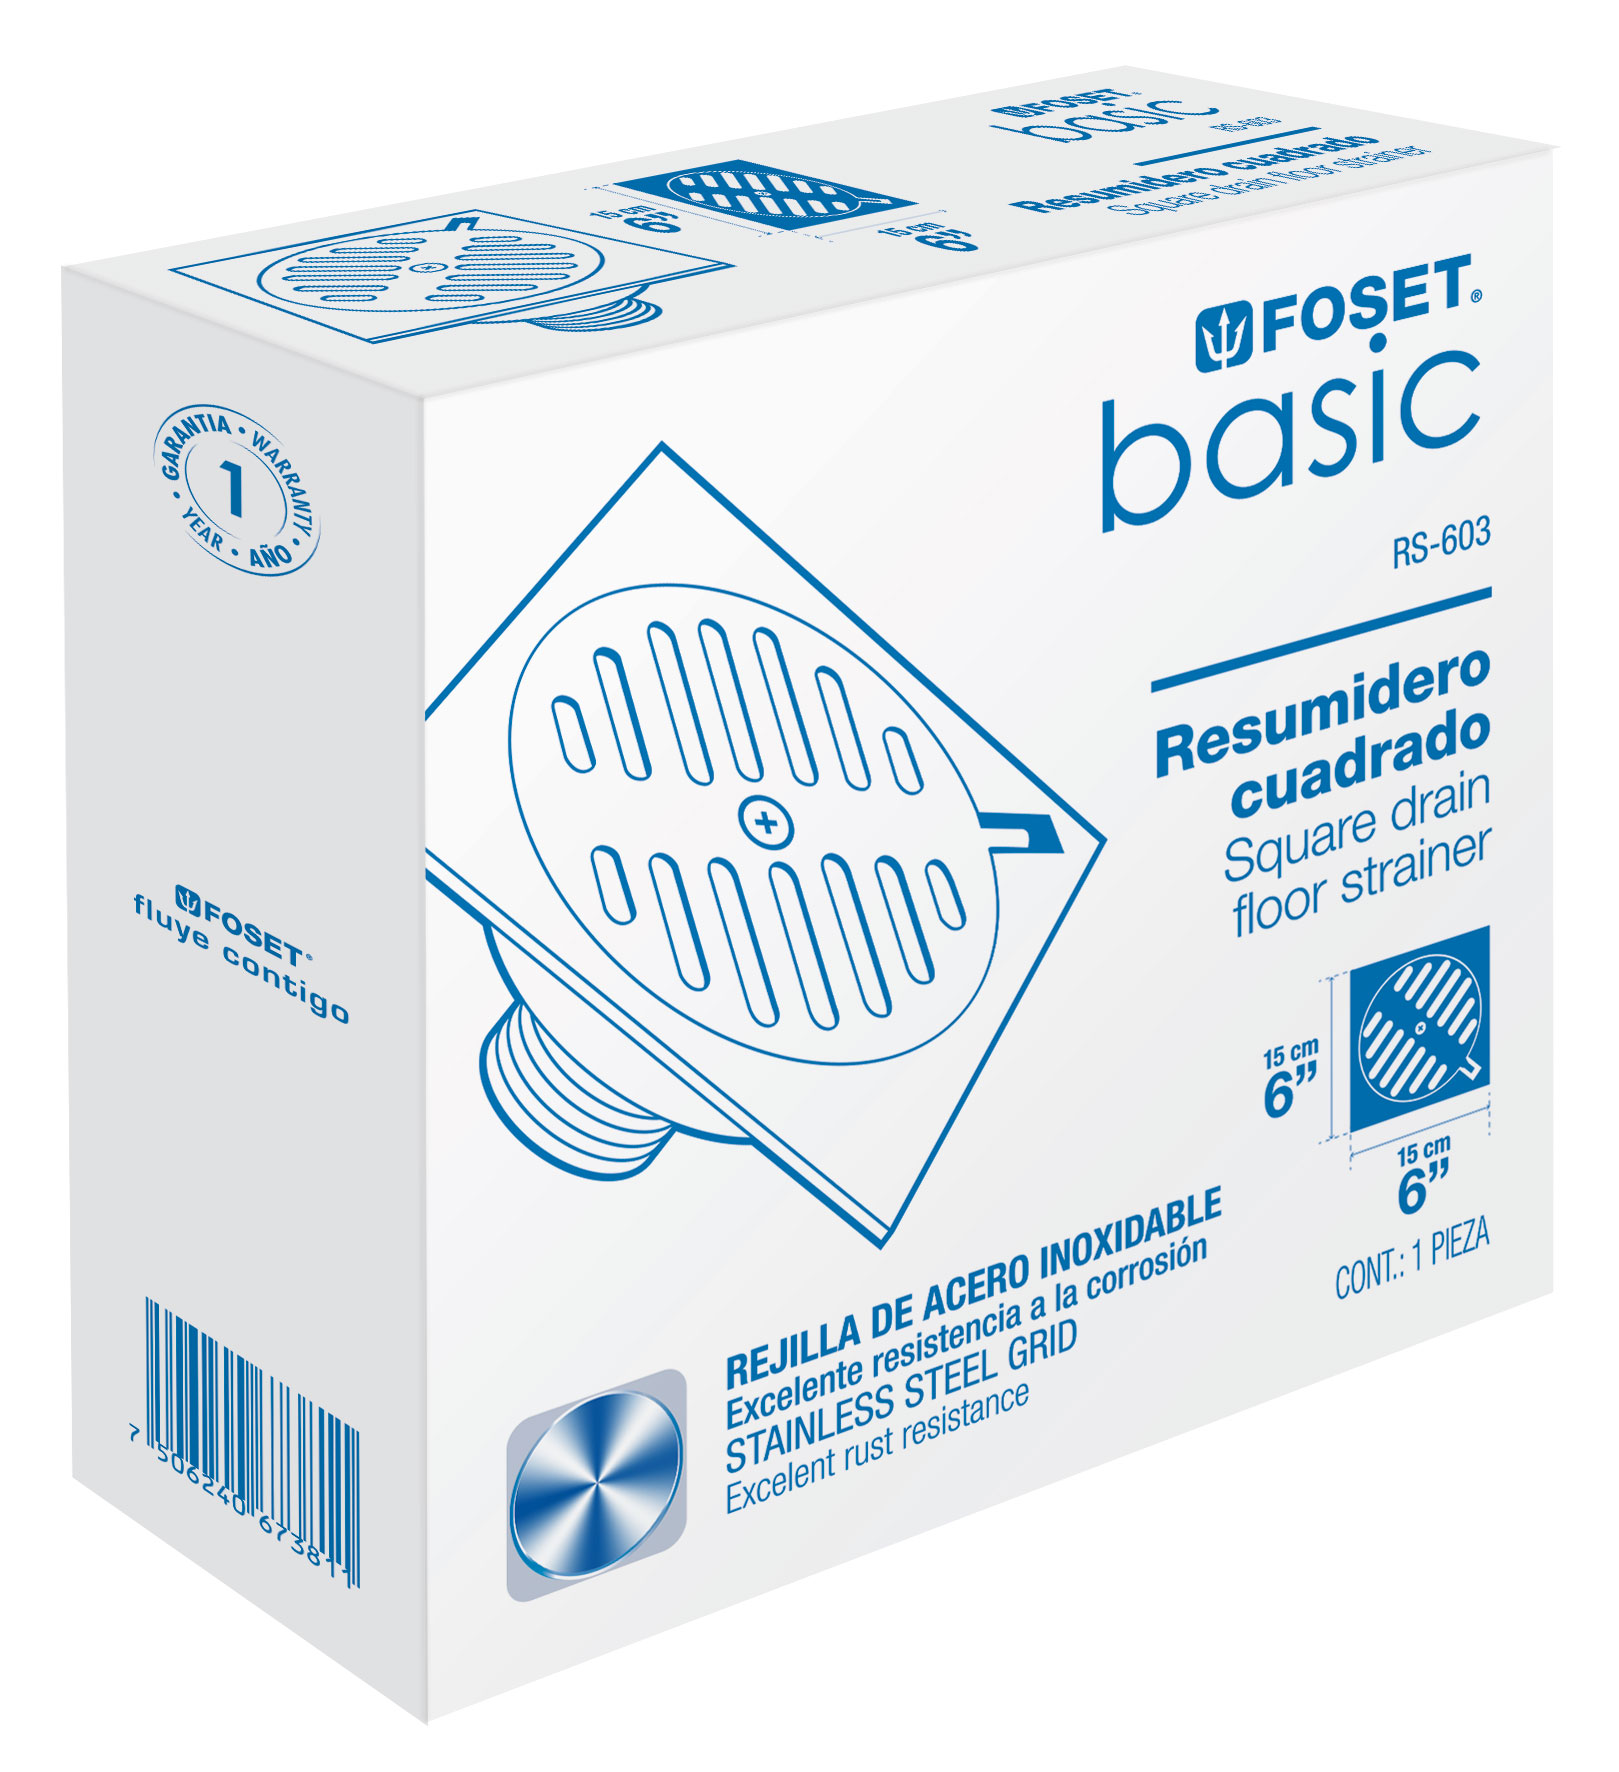 FOSET®
basic
RS-603
Resumidero cuadrado
Square drain floor strainer
15 cm
6”
15 cm
6”
GARANTIA • WARRANTY •
1
YEAR • AÑO •
FOSET®
fluye contigo
7 506240 673811
FOSET®
basic
RS-603
Resumidero
cuadrado
Square drain
floor strainer
15 cm
6”
15 cm
6”
CONT.: 1 PIEZA
REJILLA DE ACERO INOXIDABLE
Excelente resistencia a la corrosión
STAINLESS STEEL GRID
Excelent rust resistance